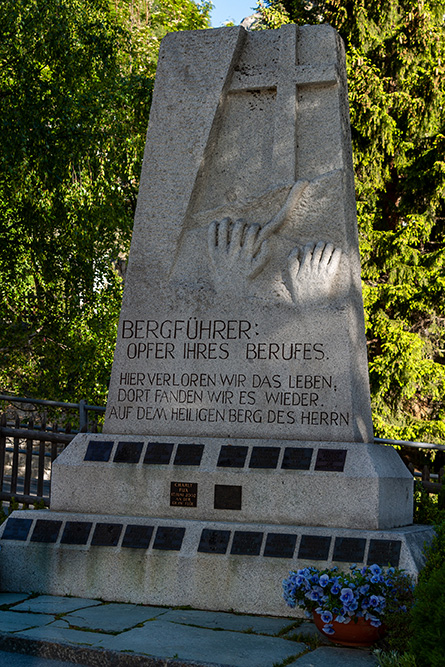 BERGFÜHRER:
OPFER IHRES BERUFES.
HIER VERLOREN WIR DAS LEBEN;
DORT FANDEN WIR ES WIEDER.
AUF DEM HEILIGEN BERG DES HERRN